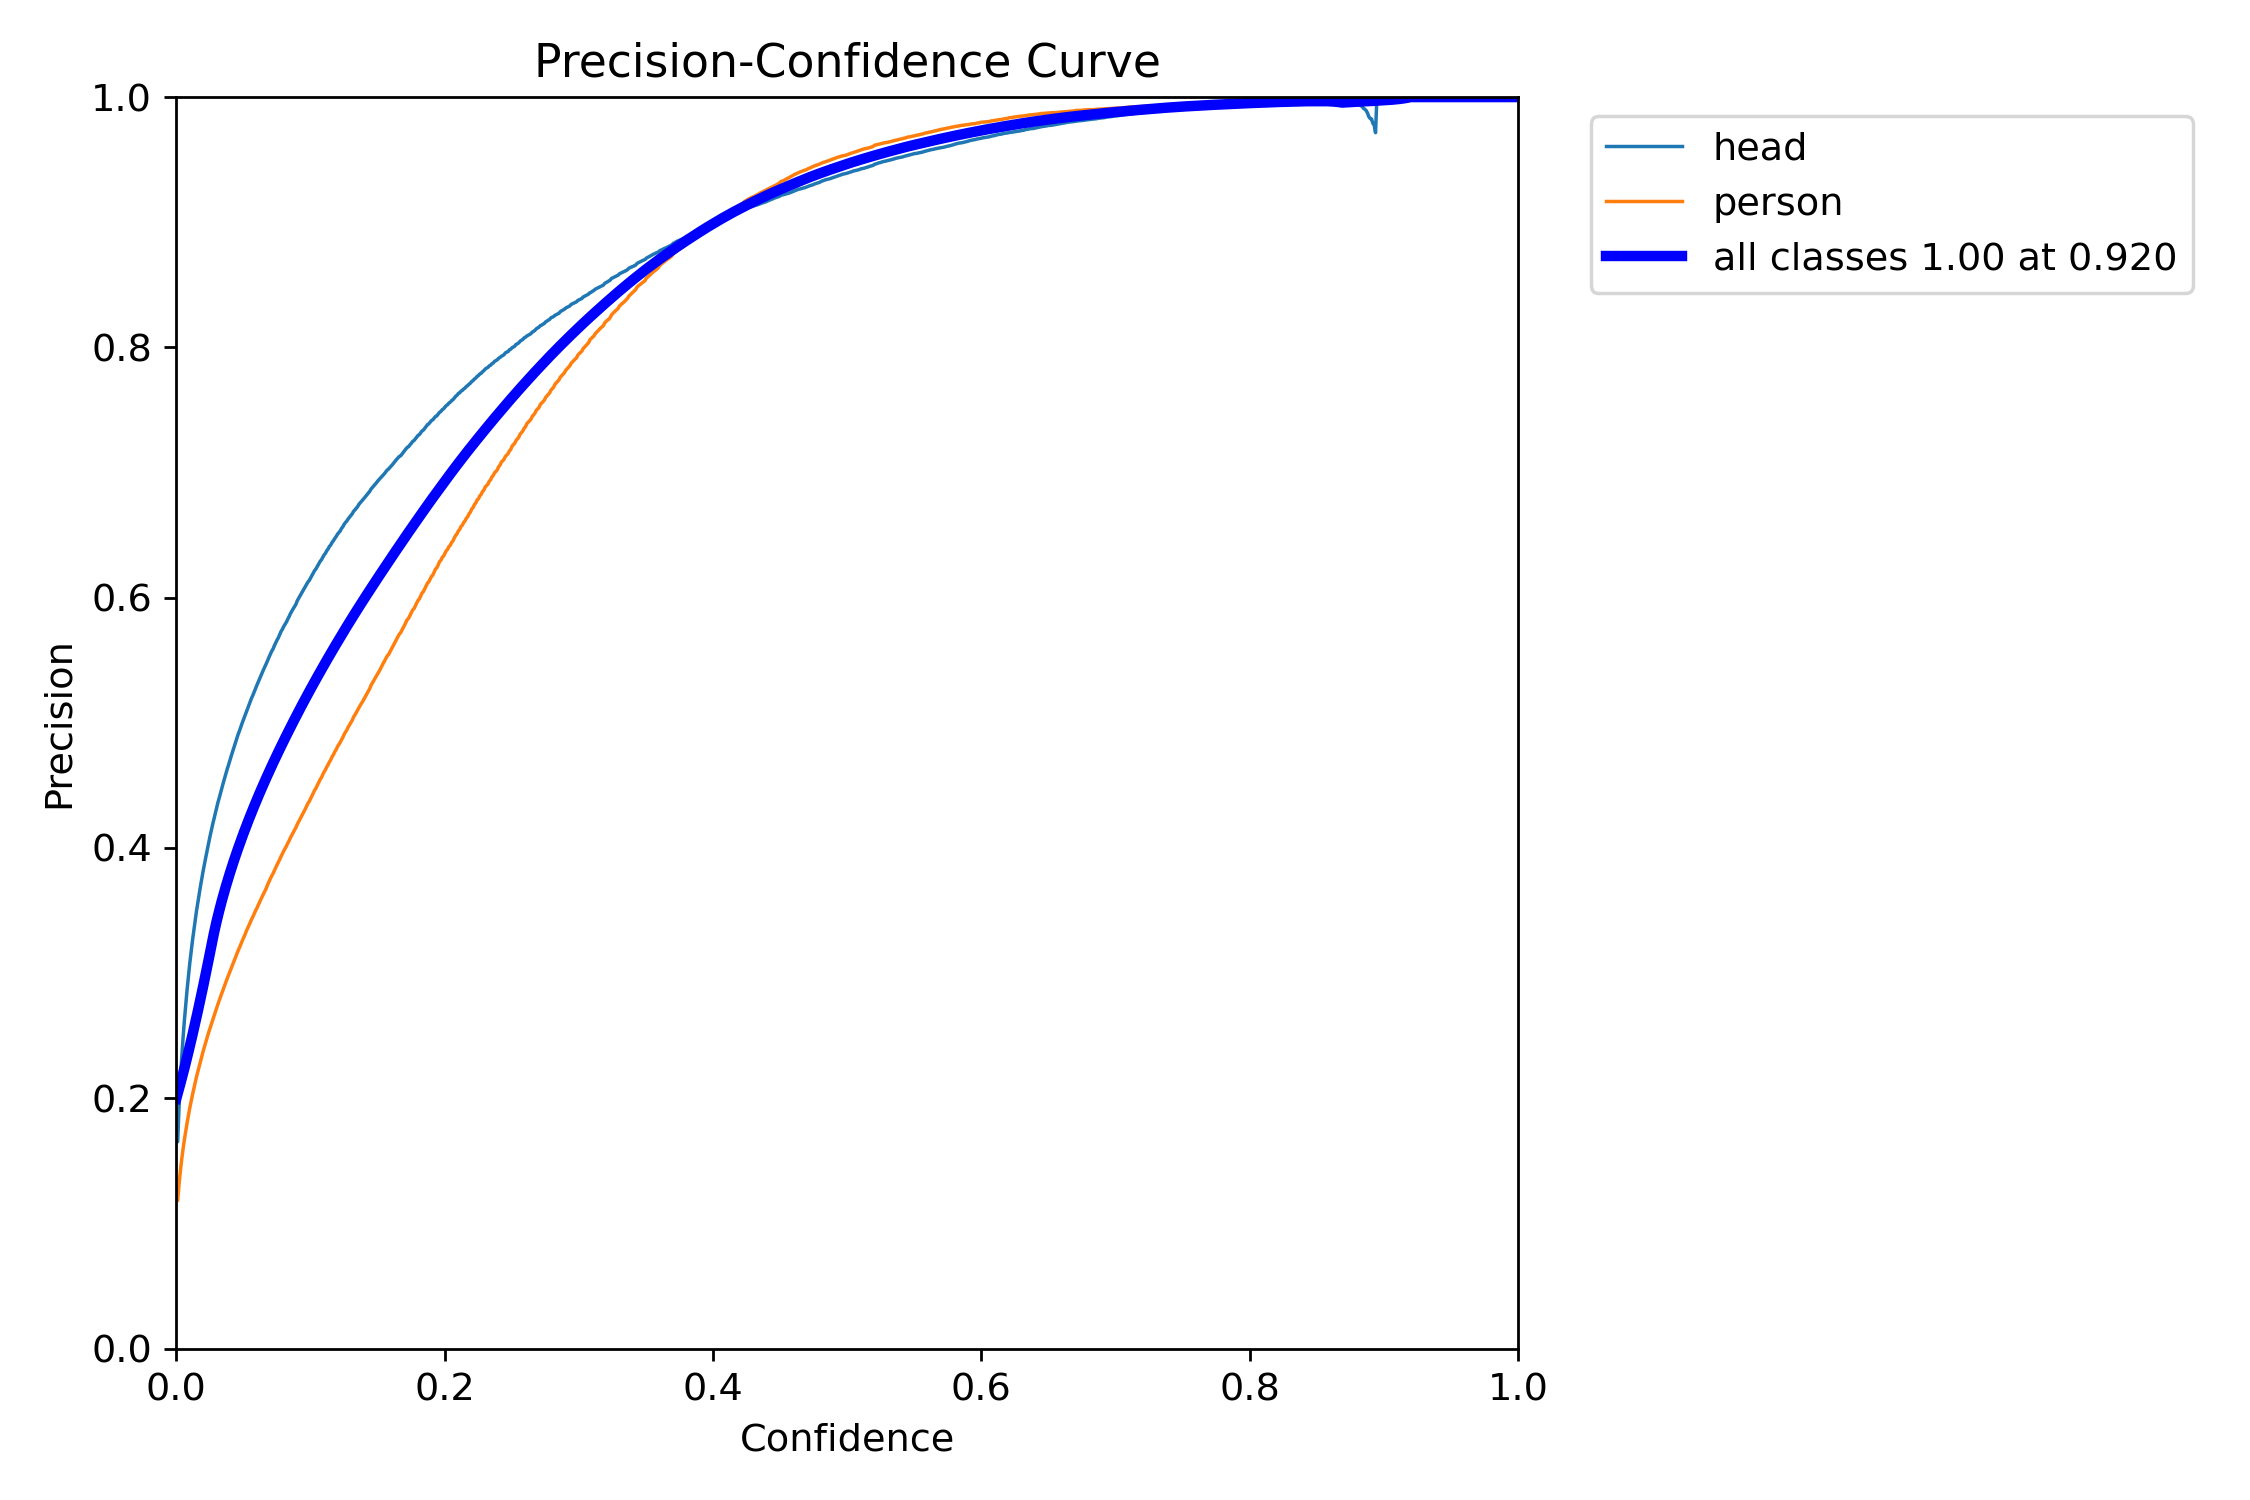 Precision-Confidence Curve
1.0
0.8
0.6
0.4
0.2
0.0
Precision
0.0 0.2 0.4 0.6 0.8 1.0
Confidence
head
person
all classes 1.00 at 0.920